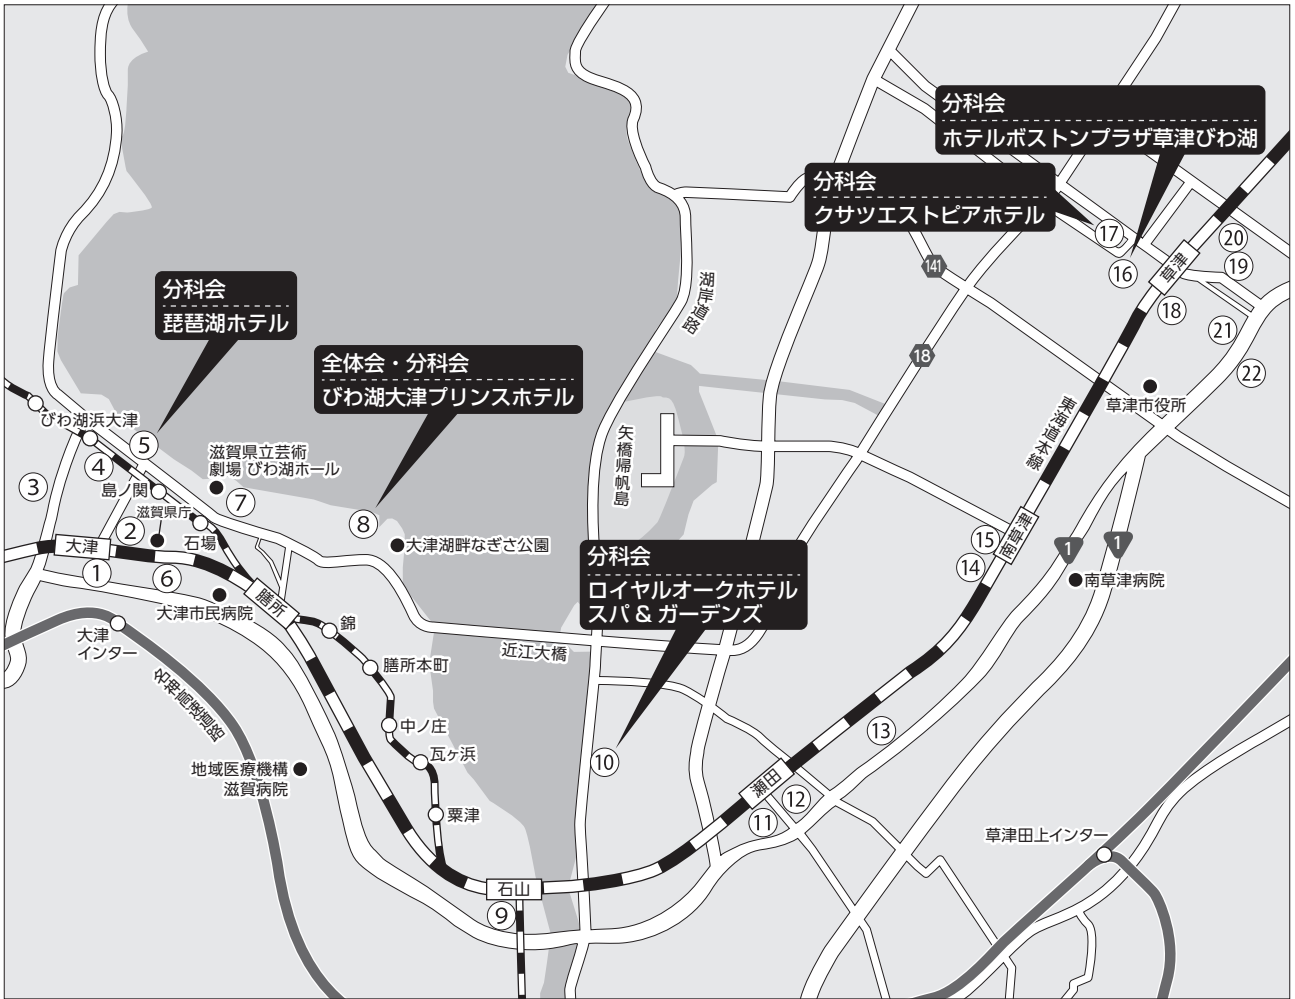 分科会
ホテルボストンプラザ草津びわ湖
分科会
クサツエストピアホテル
17
16
20
19
草津
18
21
22
141
湖岸道路
18
草津市役所
分科会
琵琶湖ホテル
全体会・分科会
びわ湖大津プリンスホテル
びわ湖浜大津
5
4
3
滋賀県立芸術
劇場 びわ湖ホール
7
島ノ関
滋賀県庁
2
石場
8
大津湖畔なぎさ公園
矢橋帰帆島
東海道本線
南草津
15
14
1
1
南草津病院
大津
1
6
大津市民病院
膳所
大津
インター
名神高速道路
錦
膳所本町
中ノ庄
瓦ヶ浜
粟津
近江大橋
分科会
ロイヤルオークホテル
スパ & ガーデンズ
10
地域医療機構
滋賀病院
13
瀬田
12
11
石山
9
草津田上インター